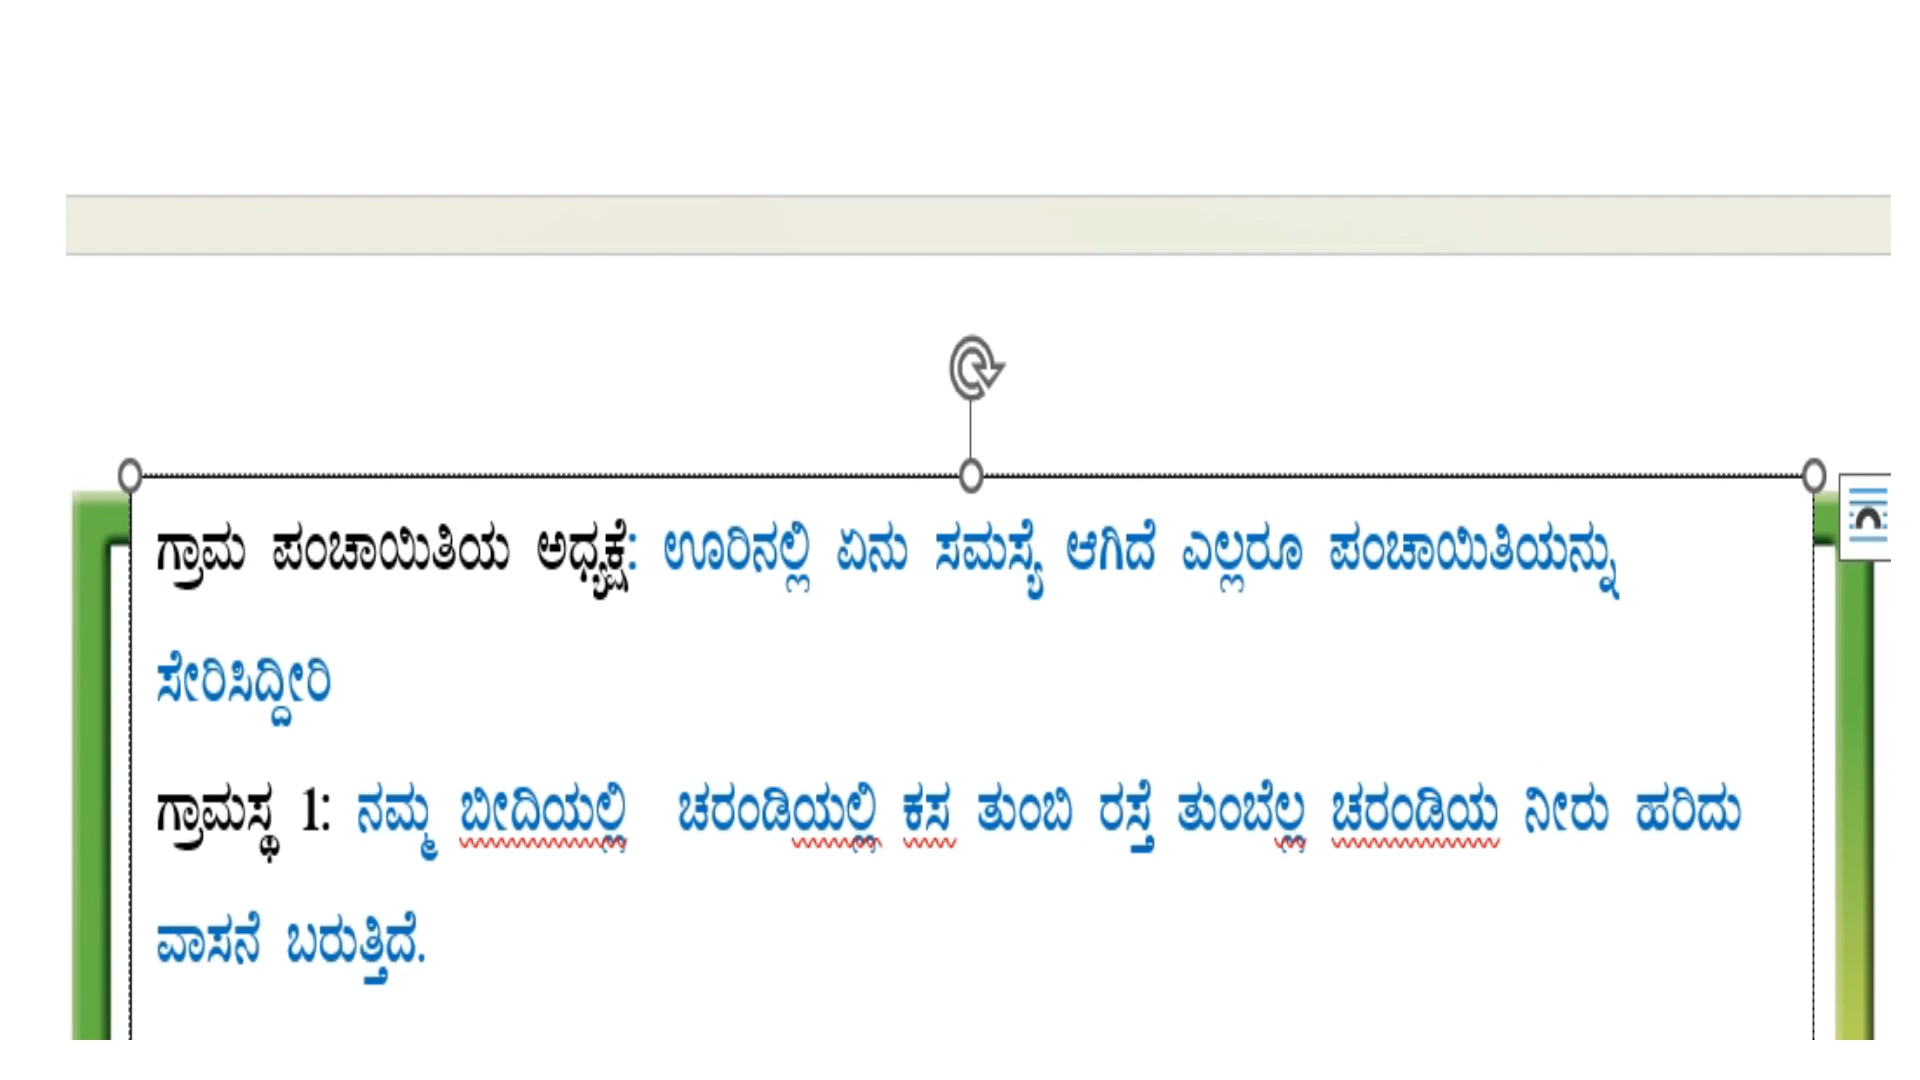 ಗ್ರಾಮ ಪಂಚಾಯಿತಿಯ ಅಧ್ಯಕ್ಷೆ: ಊರಿನಲ್ಲಿ ಏನು ಸಮಸ್ಯೆ ಆಗಿದೆ ಎಲ್ಲರೂ ಪಂಚಾಯಿತಿಯನ್ನು
ಸೇರಿಸಿದ್ದೀರಿ
ಗ್ರಾಮಸ್ಥ 1: ನಮ್ಮ ಬೀದಿಯಲ್ಲಿ ಚರಂಡಿಯಲ್ಲಿ ಕಸ ತುಂಬಿ ರಸ್ತೆ ತುಂಬೆಲ್ಲ ಚರಂಡಿಯ ನೀರು ಹರಿದು
ವಾಸನೆ ಬರುತ್ತಿದೆ.